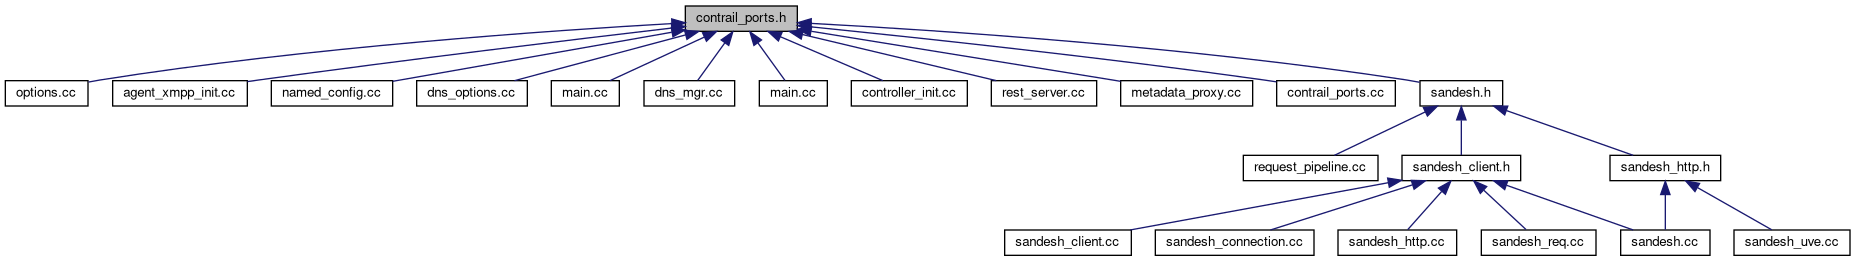 contrail_ports.h
options.cc
agent_xmpp_init.cc
named_config.cc
dns_options.cc
main.cc
dns_mgr.cc
main.cc
controller_init.cc
rest_server.cc
metadata_proxy.cc
contrail_ports.cc
sandesh.h
request_pipeline.cc
sandesh_client.h
sandesh_http.h
sandesh_client.cc
sandesh_connection.cc
sandesh_http.cc
sandesh_req.cc
sandesh.cc
sandesh_uve.cc